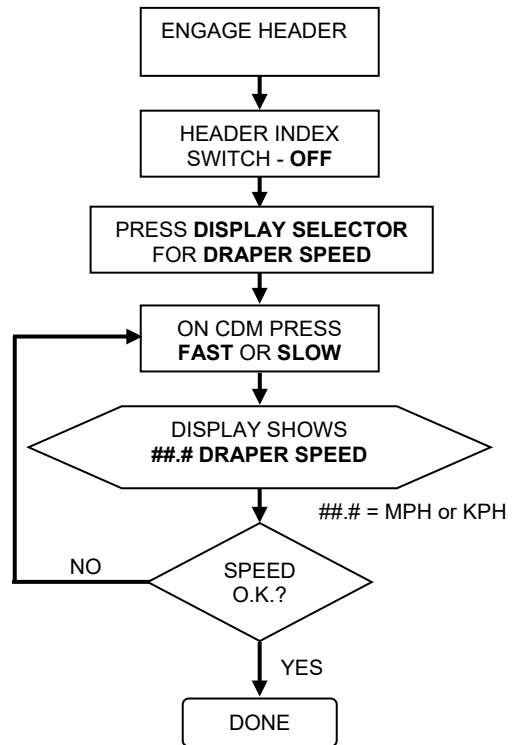 ENGAGE HEADER
HEADER INDEX
SWITCH - OFF
PRESS DISPLAY SELECTOR
FOR DRAPER SPEED
ON CDM PRESS
FAST OR SLOW
DISPLAY SHOWS
##.# DRAPER SPEED
##.# = MPH or KPH
NO
SPEED
O.K.?
YES
DONE